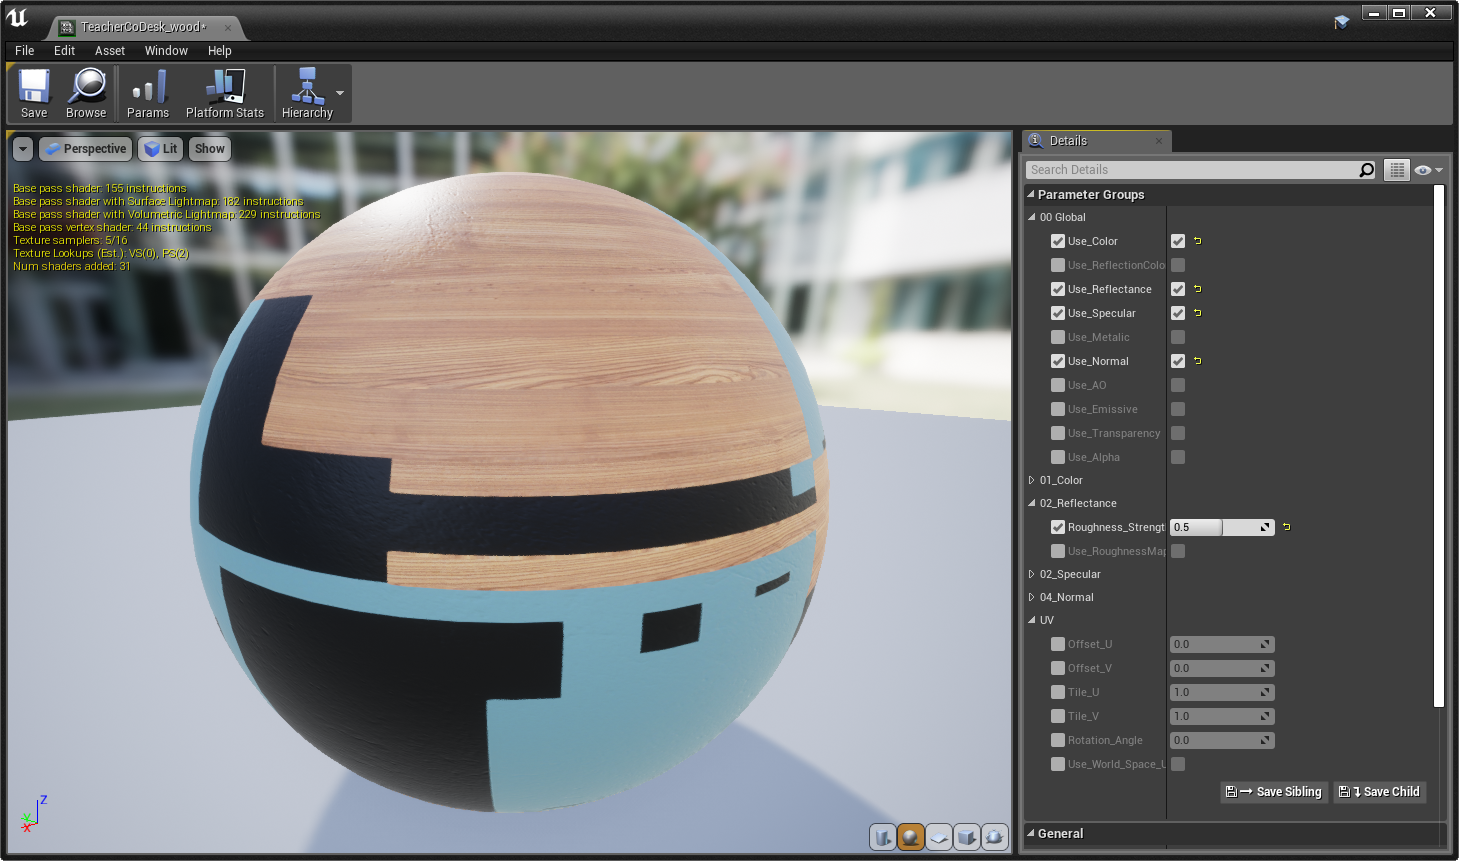 TeacherCoDesk_wood*
File Edit Asset Window Help
Save Browse Params Platform Stats Hierarchy
Perspective Lit Show
Base pass shader: 155 instructions
Base pass shader with Surface Lightmap: 182 instructions
Base pass shader with Volumetric Lightmap: 229 instructions
Base pass vertex shader: 44 instructions
Texture samplers: 5/16
Texture Lookups (Est.): VS(0), PS(2)
Num shaders added: 31
Z
Y
X
Details
Search Details
Parameter Groups
00 Global
Use_Color
Use_ReflectionColo
Use_Reflectance
Use_Specular
Use_Metalic
Use_Normal
Use_AO
Use_Emissive
Use_Transparency
Use_Alpha
01_Color
02_Reflectance
Roughness_Strengt 0.5
Use_RoughnessMap
02_Specular
04_Normal
UV
Offset_U 0.0
Offset_V 0.0
Tile_U 1.0
Tile_V 1.0
Rotation_Angle 0.0
Use_World_Space_U
Save Sibling Save Child
General